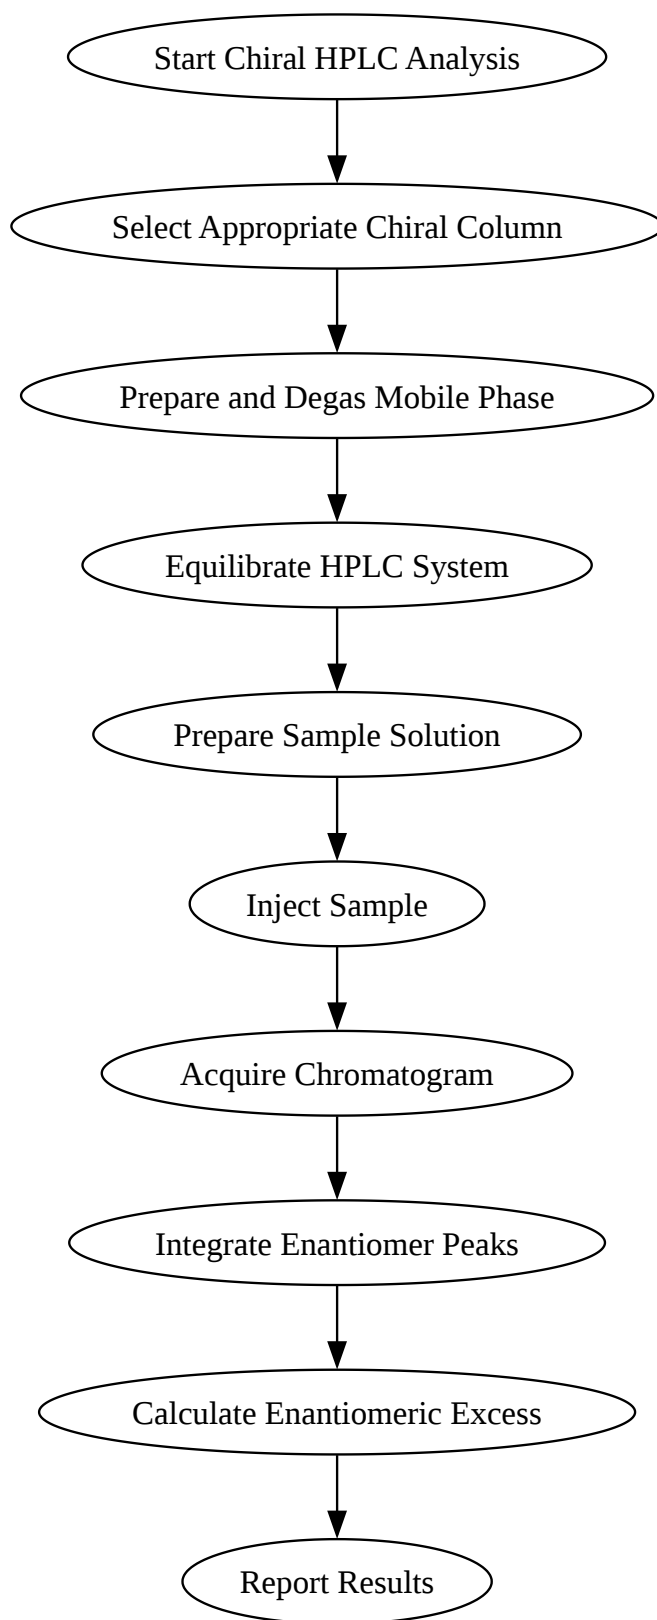 Start Chiral HPLC Analysis
Select Appropriate Chiral Column
Prepare and Degas Mobile Phase
Equilibrate HPLC System
Prepare Sample Solution
Inject Sample
Acquire Chromatogram
Integrate Enantiomer Peaks
Calculate Enantiomeric Excess
Report Results